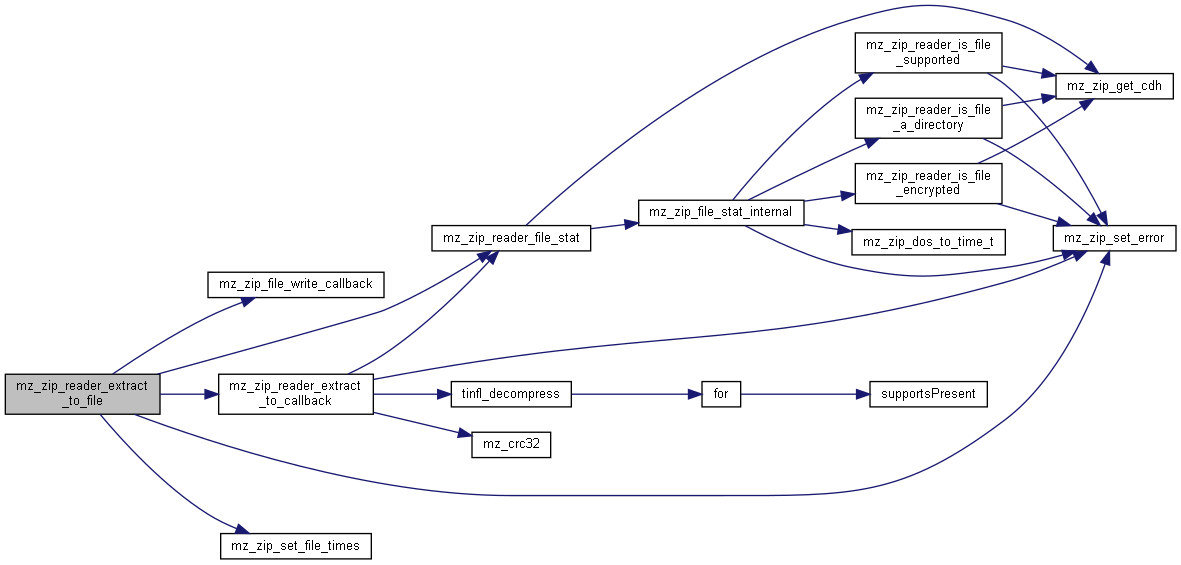 mz_zip_reader_is_file
_supported
mz_zip_get_cdh
mz_zip_reader_is_file
_a_directory
mz_zip_reader_is_file
_encrypted
mz_zip_file_stat_internal
mz_zip_reader_file_stat
mz_zip_dos_to_time_t
mz_zip_set_error
mz_zip_file_write_callback
mz_zip_reader_extract
_to_file
mz_zip_reader_extract
_to_callback
tinfl_decompress
for
supportsPresent
mz_crc32
mz_zip_set_file_times